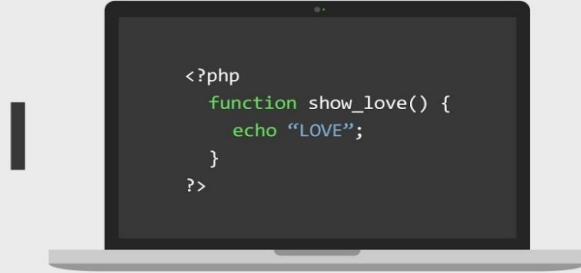 I
<?php
function show_love() {
echo “LOVE”;
}
?>